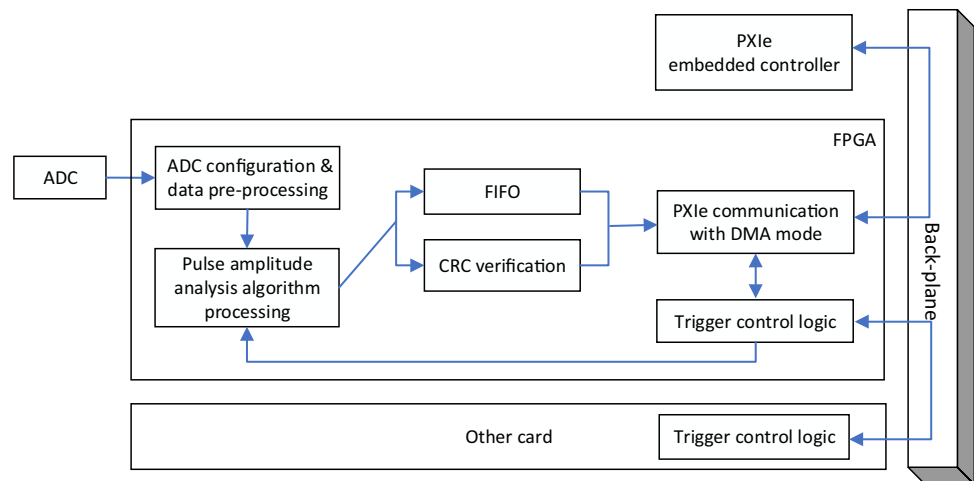 PXIe
embedded controller
FPGA
ADC
ADC configuration &
data pre-processing
FIFO
PXIe communication
with DMA mode
Back-plane
Pulse amplitude
analysis algorithm
processing
CRC verification
Trigger control logic
Other card
Trigger control logic